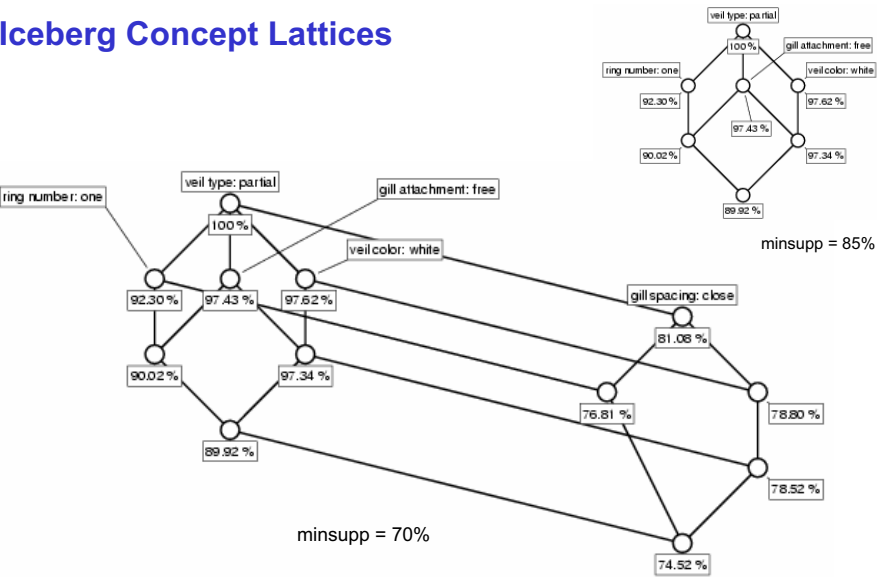 Iceberg Concept Lattices
veil type: partial
100 %
gill attachment: free
ring number: one
veil color: white
92.30 %
97.62 %
97.43 %
90.02 %
97.34 %
89.92 %
minsupp = 85%
veil type: partial
ring number: one
gill attachment: free
100 %
veil color: white
92.30 %
97.43 %
97.62 %
gill spacing: close
81.08 %
90.02 %
97.34 %
76.81 %
78.80 %
89.92 %
78.52 %
minsupp = 70%
74.52 %